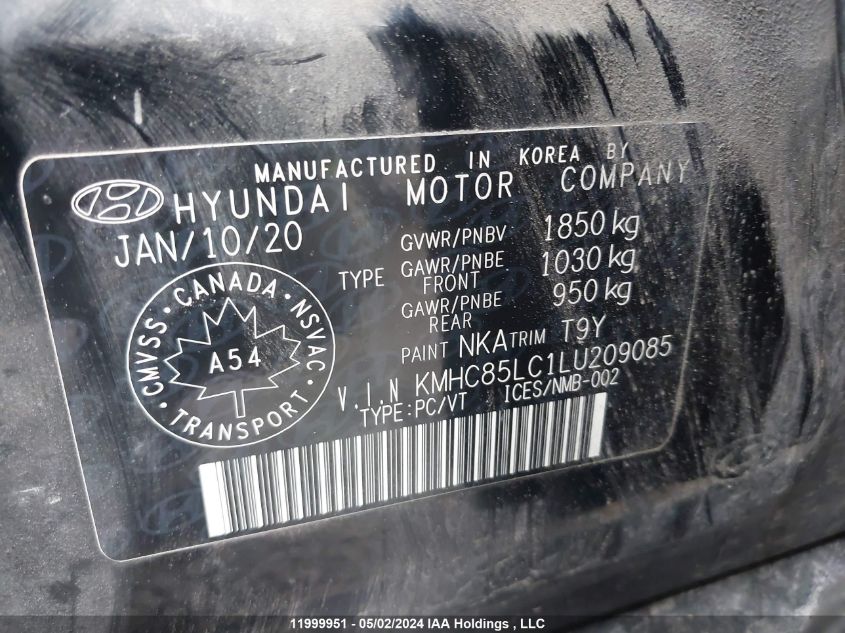 MANUFACTURED IN KOREA BY
HYUNDAI MOTOR COMPANY
JAN/10/20
GVWR/PNBV 1850 kg
TYPE GAWR/PNBE FRONT 1030 kg
GAWR/PNBE REAR 950 kg
PAINT NKA TRIM T9Y
V.I.N KMHC85LC1LU209085
TYPE:PC/VT ICES/NMB-002
CMVSS · CANADA · NSVAC
A54
TRANSPORT
11999951 - 05/02/2024 IAA Holdings , LLC